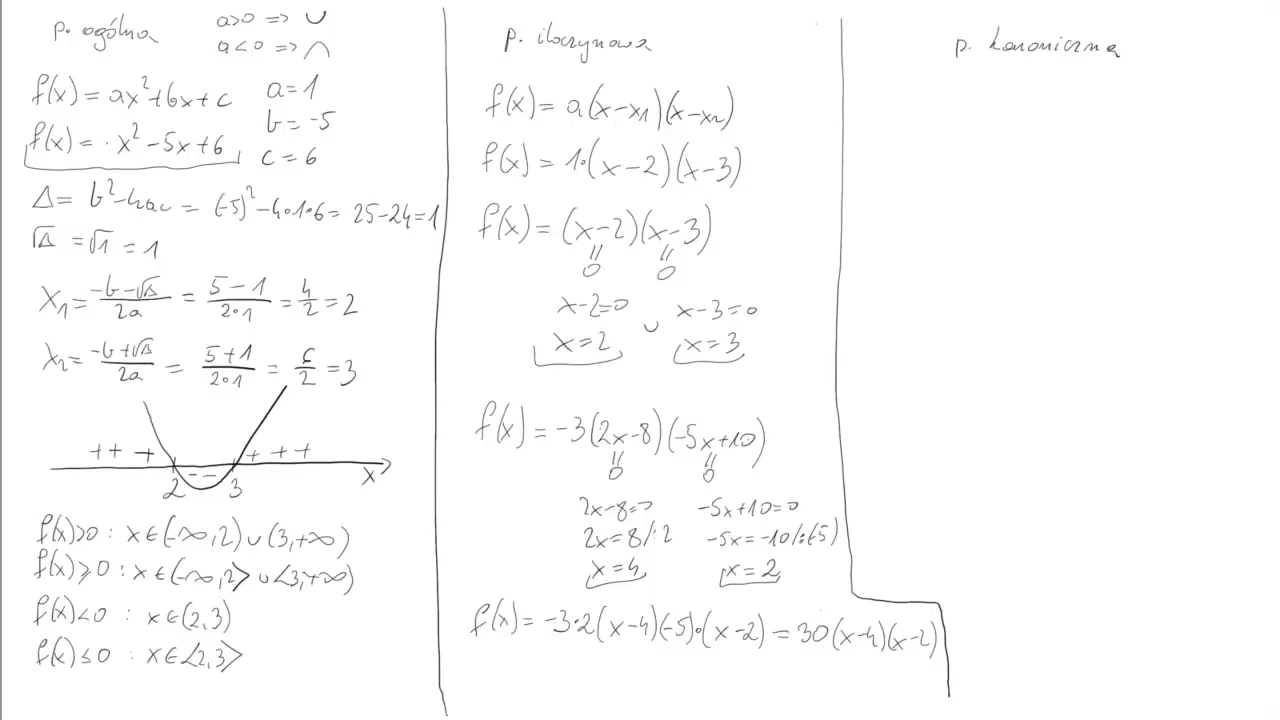 p. ogólna
a>0 => ∪
a<0 => ∩
f(x) = ax²+bx+c
a=1
f(x) = x² - 5x+6
b = -5
c = 6
Δ = b²-4ac = (-5)² - 4·1·6 = 25-24=1
√Δ = √1 = 1
x₁ = (-b-√Δ)/2a = (5-1)/(2·1) = 4/2 = 2
x₂ = (-b+√Δ)/2a = (5+1)/(2·1) = 6/2 = 3
++ + + ++
-- 
2 3 x
f(x)>0 : x∈(-∞,2)∪(3,+∞)
f(x)⩾0 : x∈(-∞,2>∪<3,+∞)
f(x)<0 : x∈(2,3)
f(x)≤0 : x∈<2,3>
p. iloczynowa
f(x) = a(x-x₁)(x-x₂)
f(x) = 1·(x-2)(x-3)
f(x) = (x-2)(x-3)
= =
0 0
x-2=0 ∪ x-3=0
x=2 x=3
f(x) = -3(2x-8)(-5x+10)
= =
0 0
2x-8=0 -5x+10=0
2x=8/:2 -5x=-10/:(-5)
x=4 x=2
f(x) = -3·2(x-4)(-5)·(x-2) = 30(x-4)(x-2)
p. kanoniczna